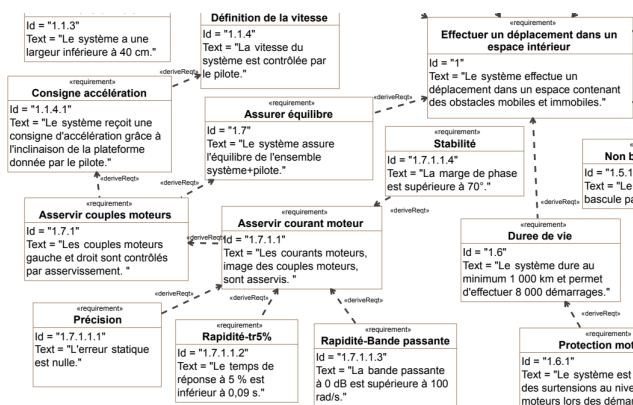 Id = "1.1.3"
Text = "Le système a une
largeur inférieure à 40 cm."
Définition de la vitesse
Id = "1.1.4"
Text = "La vitesse du
système est contrôlée par
le pilote."
«requirement»
Effectuer un déplacement dans un
espace intérieur
Id = "1"
Text = "Le système effectue un
déplacement dans un espace contenant
des obstacles mobiles et immobiles."
«deriveReqt»
«requirement»
Consigne accélération
Id = "1.1.4.1"
Text = "Le système reçoit une
consigne d'accélération grâce à
l'inclinaison de la plateforme
donnée par le pilote."
«deriveReqt»
«requirement»
Assurer équilibre
Id = "1.7"
Text = "Le système assure
l'équilibre de l'ensemble
système+pilote."
«requirement»
Stabilité
Id = "1.7.1.1.4"
Text = "La marge de phase
est supérieure à 70°."
Non b
Id = "1.5.1
Text = "Le
bascule pa
«deriveReqt»
«deriveReqt»
«requirement»
Asservir couples moteurs
Id = "1.7.1"
Text = "Les couples moteurs
gauche et droit sont contrôlés
par asservissement. "
«deriveReqt»
«requirement»
Asservir courant moteur
Id = "1.7.1.1"
Text = "Les courants moteurs,
image des couples moteurs,
sont asservis. "
«deriveReqt»
«deriveReqt»
«requirement»
Duree de vie
Id = "1.6"
Text = "Le système dure au
minimum 1 000 km et permet
d'effectuer 8 000 démarrages."
«deriveReqt»
«deriveReqt»
«deriveReqt»
«deriveReqt»
«requirement»
Précision
Id = "1.7.1.1.1"
Text = "L'erreur statique
est nulle."
«requirement»
Rapidité-tr5%
Id = "1.7.1.1.2"
Text = "Le temps de
réponse à 5 % est
inférieur à 0,09 s."
«requirement»
Rapidité-Bande passante
Id = "1.7.1.1.3"
Text = "La bande passante
à 0 dB est supérieure à 100
rad/s."
«requirement»
Protection mot
Id = "1.6.1"
Text = "Le système est
des surtensions au nive
moteurs lors des démar